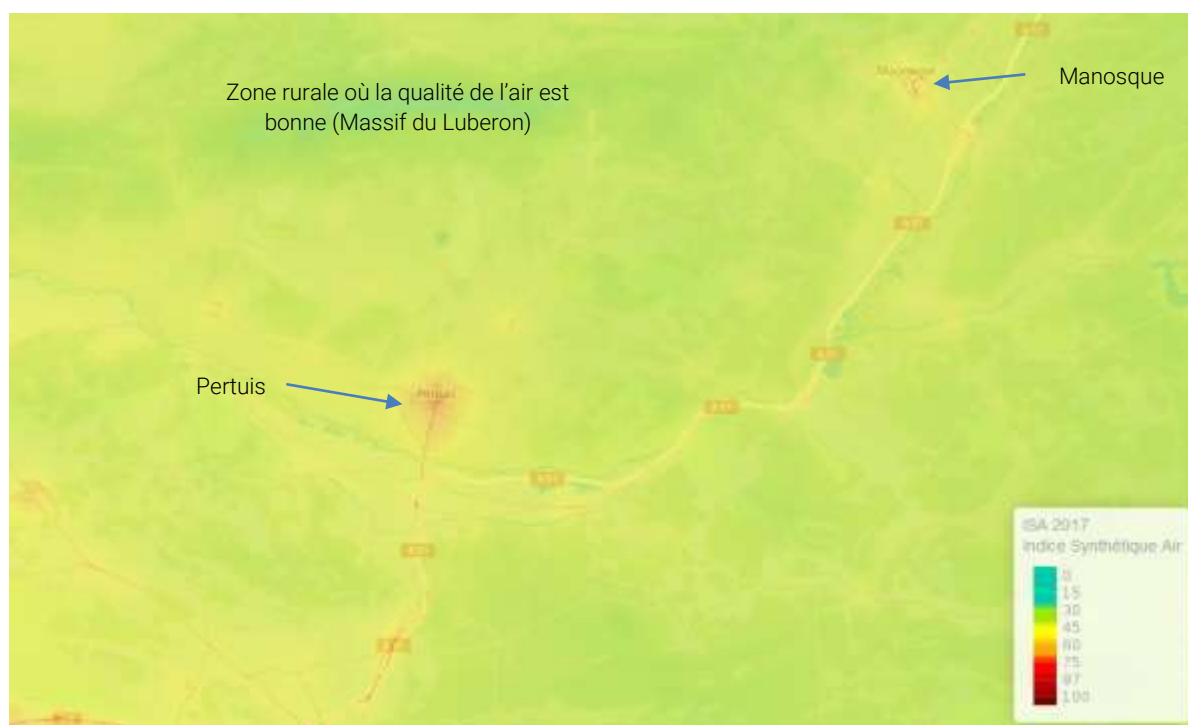 Manosque
Zone rurale où la qualité de l'air est
bonne (Massif du Luberon)
Pertuis
Pertuis
ISA 2017
Indice Synthétique Air
0
15
30
45
60
75
87
100